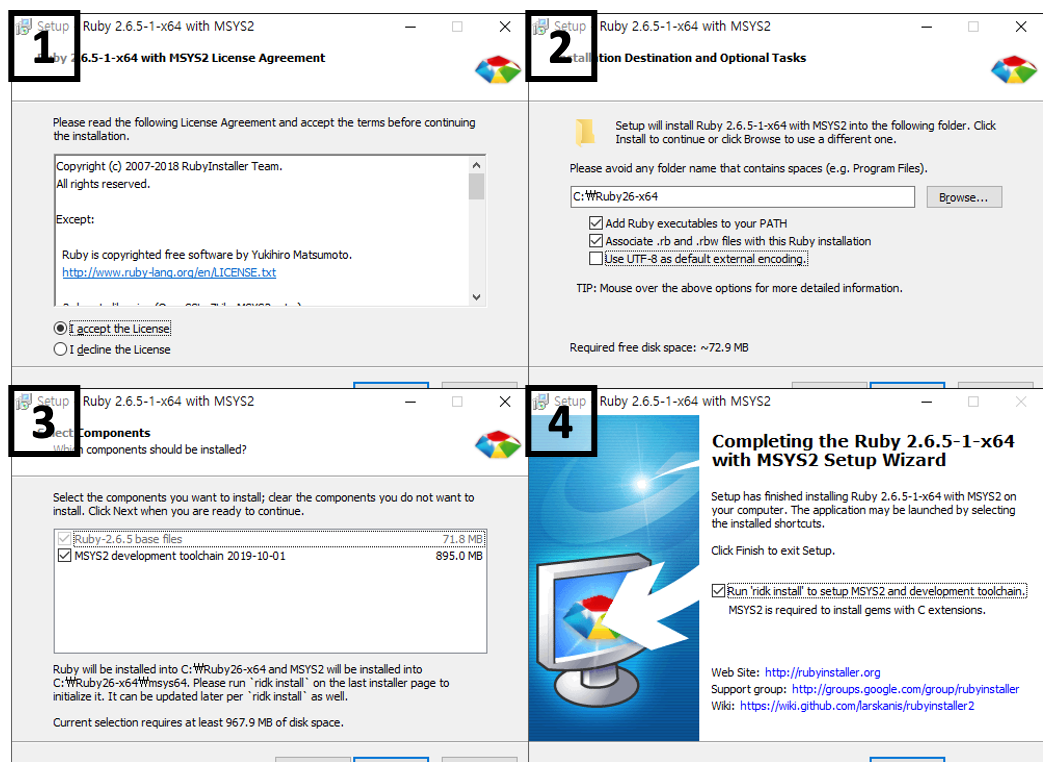 1
Setup Ruby 2.6.5-1-x64 with MSYS2
Ruby 2.6.5-1-x64 with MSYS2 License Agreement
Please read the following License Agreement and accept the terms before continuing
the installation.
Copyright (c) 2007-2018 RubyInstaller Team.
All rights reserved.
Except:
Ruby is copyrighted free software by Yukihiro Matsumoto.
http://www.ruby-lang.org/en/LICENSE.txt
I accept the License
I decline the License
2
Setup Ruby 2.6.5-1-x64 with MSYS2
Installation Destination and Optional Tasks
Setup will install Ruby 2.6.5-1-x64 with MSYS2 into the following folder. Click
Install to continue or click Browse to use a different one.
Please avoid any folder name that contains spaces (e.g. Program Files).
C:₩Ruby26-x64
Browse...
Add Ruby executables to your PATH
Associate .rb and .rbw files with this Ruby installation
Use UTF-8 as default external encoding.
TIP: Mouse over the above options for more detailed information.
Required free disk space: ~72.9 MB
3
Setup Ruby 2.6.5-1-x64 with MSYS2
Select Components
Which components should be installed?
Select the components you want to install; clear the components you do not want to
install. Click Next when you are ready to continue.
Ruby-2.6.5 base files 71.8 MB
MSYS2 development toolchain 2019-10-01 895.0 MB
Ruby will be installed into C:₩Ruby26-x64 and MSYS2 will be installed into
C:₩Ruby26-x64₩msys64. Please run `ridk install` on the last installer page to
initialize it. It can be updated later per `ridk install` as well.
Current selection requires at least 967.9 MB of disk space.
4
Setup Ruby 2.6.5-1-x64 with MSYS2
Completing the Ruby 2.6.5-1-x64
with MSYS2 Setup Wizard
Setup has finished installing Ruby 2.6.5-1-x64 with MSYS2 on
your computer. The application may be launched by selecting
the installed shortcuts.
Click Finish to exit Setup.
Run 'ridk install' to setup MSYS2 and development toolchain.
MSYS2 is required to install gems with C extensions.
Web Site: http://rubyinstaller.org
Support group: http://groups.google.com/group/rubyinstaller
Wiki: https://wiki.github.com/larskanis/rubyinstaller2